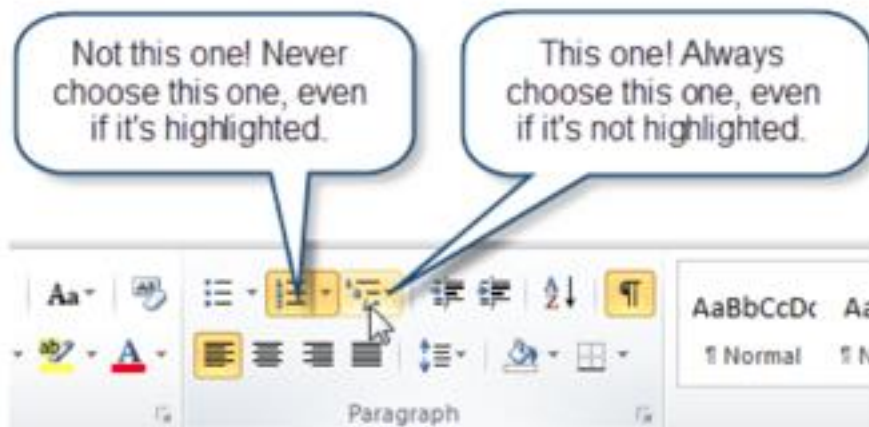 Not this one! Never
choose this one, even
if it's highlighted.
This one! Always
choose this one, even
if it's not highlighted.
Aa
AaBbCcDc Aa
¶ Normal ¶ N
Paragraph